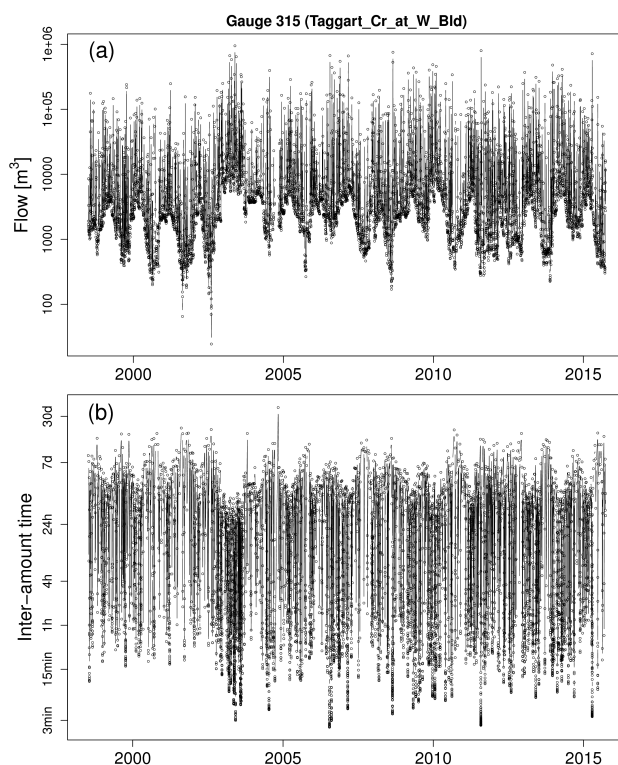 Gauge 315 (Taggart_Cr_at_W_Bld)
(a)
1e+06
1e+05
10000
1000
100
Flow [m³]
2000 2005 2010 2015
(b)
30d
7d
24h
4h
1h
15min
3min
Inter−amount time
2000 2005 2010 2015